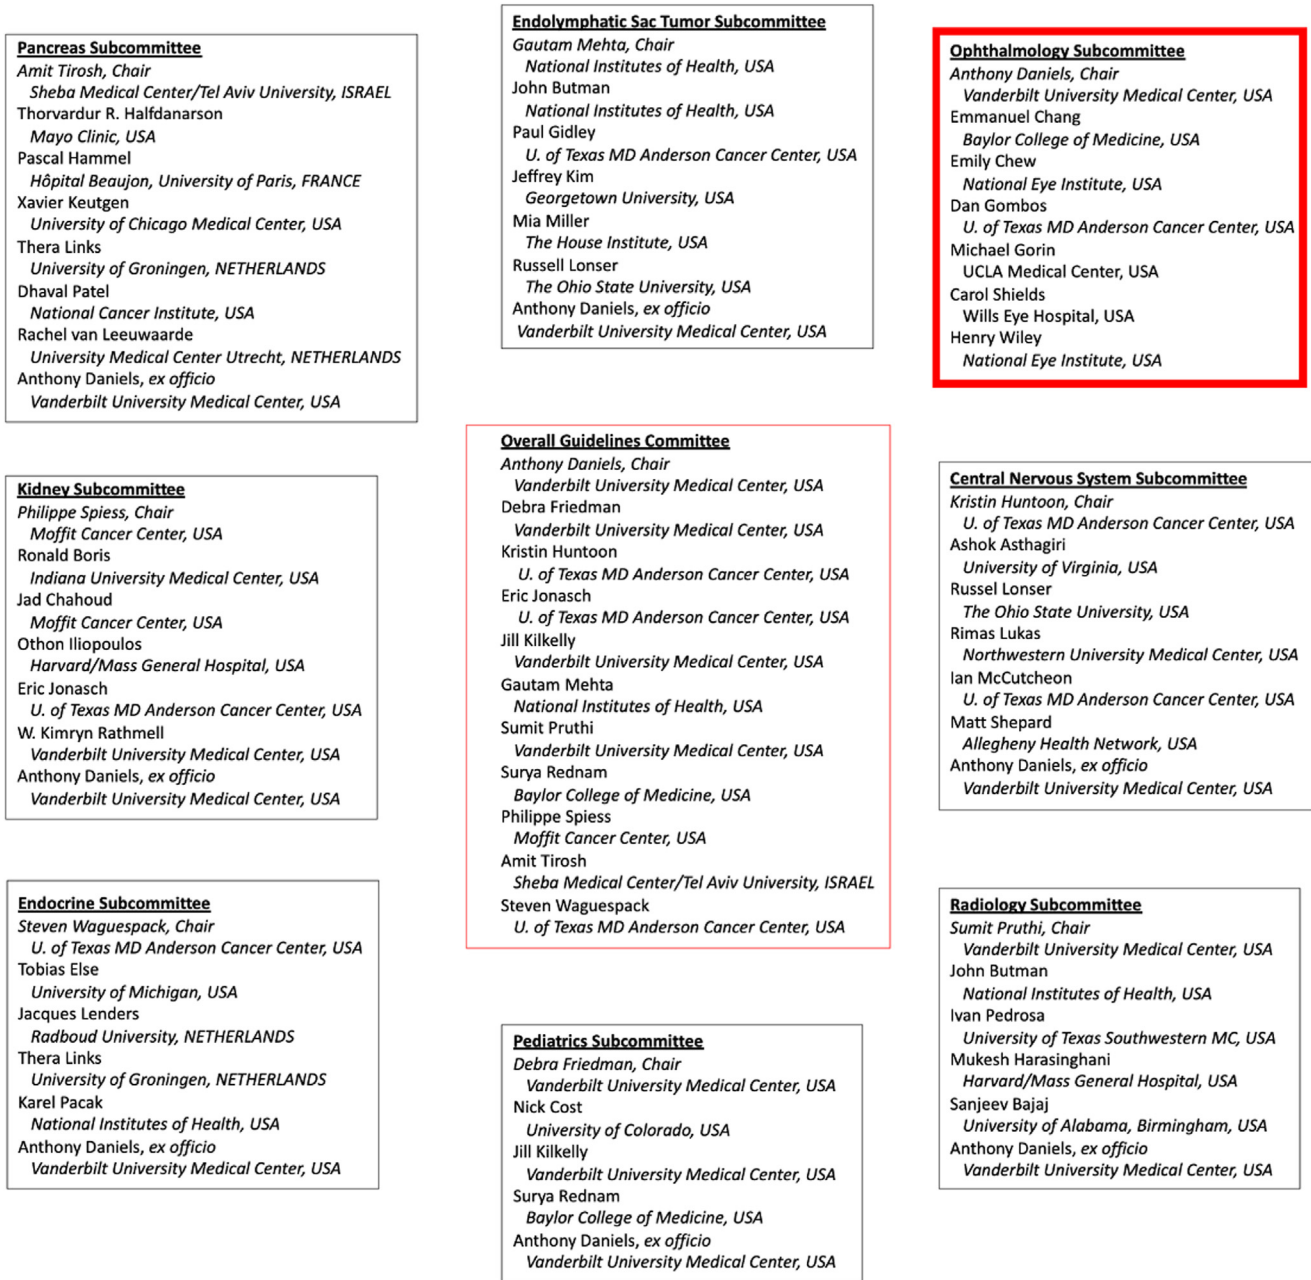 Pancreas Subcommittee
Amit Tirosh, Chair
Sheba Medical Center/Tel Aviv University, ISRAEL
Thorvardur R. Halfdanarson
Mayo Clinic, USA
Pascal Hammel
Hôpital Beaujon, University of Paris, FRANCE
Xavier Keutgen
University of Chicago Medical Center, USA
Thera Links
University of Groningen, NETHERLANDS
Dhaval Patel
National Cancer Institute, USA
Rachel van Leeuwaarde
University Medical Center Utrecht, NETHERLANDS
Anthony Daniels, ex officio
Vanderbilt University Medical Center, USA
Endolymphatic Sac Tumor Subcommittee
Gautam Mehta, Chair
National Institutes of Health, USA
John Butman
National Institutes of Health, USA
Paul Gidley
U. of Texas MD Anderson Cancer Center, USA
Jeffrey Kim
Georgetown University, USA
Mia Miller
The House Institute, USA
Russell Lonser
The Ohio State University, USA
Anthony Daniels, ex officio
Vanderbilt University Medical Center, USA
Ophthalmology Subcommittee
Anthony Daniels, Chair
Vanderbilt University Medical Center, USA
Emmanuel Chang
Baylor College of Medicine, USA
Emily Chew
National Eye Institute, USA
Dan Gombos
U. of Texas MD Anderson Cancer Center, USA
Michael Gorin
UCLA Medical Center, USA
Carol Shields
Wills Eye Hospital, USA
Henry Wiley
National Eye Institute, USA
Kidney Subcommittee
Philippe Spiess, Chair
Moffit Cancer Center, USA
Ronald Boris
Indiana University Medical Center, USA
Jad Chahoud
Moffit Cancer Center, USA
Othon Iliopoulos
Harvard/Mass General Hospital, USA
Eric Jonasch
U. of Texas MD Anderson Cancer Center, USA
W. Kimryn Rathmell
Vanderbilt University Medical Center, USA
Anthony Daniels, ex officio
Vanderbilt University Medical Center, USA
Overall Guidelines Committee
Anthony Daniels, Chair
Vanderbilt University Medical Center, USA
Debra Friedman
Vanderbilt University Medical Center, USA
Kristin Huntoon
U. of Texas MD Anderson Cancer Center, USA
Eric Jonasch
U. of Texas MD Anderson Cancer Center, USA
Jill Kilkelly
Vanderbilt University Medical Center, USA
Gautam Mehta
National Institutes of Health, USA
Sumit Pruthi
Vanderbilt University Medical Center, USA
Surya Rednam
Baylor College of Medicine, USA
Philippe Spiess
Moffit Cancer Center, USA
Amit Tirosh
Sheba Medical Center/Tel Aviv University, ISRAEL
Steven Waguespack
U. of Texas MD Anderson Cancer Center, USA
Central Nervous System Subcommittee
Kristin Huntoon, Chair
U. of Texas MD Anderson Cancer Center, USA
Ashok Asthagiri
University of Virginia, USA
Russel Lonser
The Ohio State University, USA
Rimas Lukas
Northwestern University Medical Center, USA
Ian McCutcheon
U. of Texas MD Anderson Cancer Center, USA
Matt Shepard
Allegheny Health Network, USA
Anthony Daniels, ex officio
Vanderbilt University Medical Center, USA
Endocrine Subcommittee
Steven Waguespack, Chair
U. of Texas MD Anderson Cancer Center, USA
Tobias Else
University of Michigan, USA
Jacques Lenders
Radboud University, NETHERLANDS
Thera Links
University of Groningen, NETHERLANDS
Karel Pacak
National Institutes of Health, USA
Anthony Daniels, ex officio
Vanderbilt University Medical Center, USA
Pediatrics Subcommittee
Debra Friedman, Chair
Vanderbilt University Medical Center, USA
Nick Cost
University of Colorado, USA
Jill Kilkelly
Vanderbilt University Medical Center, USA
Surya Rednam
Baylor College of Medicine, USA
Anthony Daniels, ex officio
Vanderbilt University Medical Center, USA
Radiology Subcommittee
Sumit Pruthi, Chair
Vanderbilt University Medical Center, USA
John Butman
National Institutes of Health, USA
Ivan Pedrosa
University of Texas Southwestern MC, USA
Mukesh Harasinghani
Harvard/Mass General Hospital, USA
Sanjeev Bajaj
University of Alabama, Birmingham, USA
Anthony Daniels, ex officio
Vanderbilt University Medical Center, USA